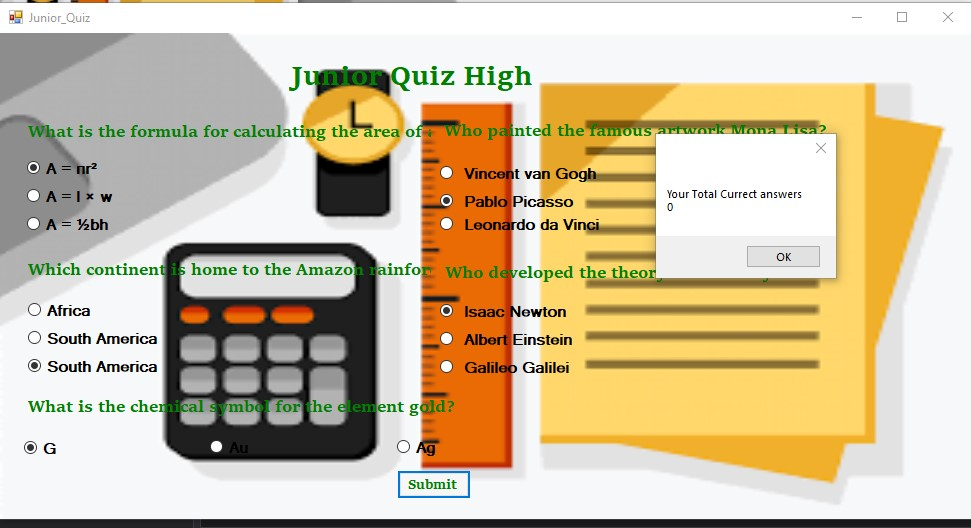 Junior_Quiz
Junior Quiz High
What is the formula for calculating the area of
A = πr²
A = l × w
A = ½bh
Who painted the famous artwork Mona Lisa?
Vincent van Gogh
Pablo Picasso
Leonardo da Vinci
Your Total Currect answers
0
OK
Which continent is home to the Amazon rainfor
Africa
South America
South America
Who developed the theory
Isaac Newton
Albert Einstein
Galileo Galilei
What is the chemical symbol for the element gold?
G
Au
Ag
Submit